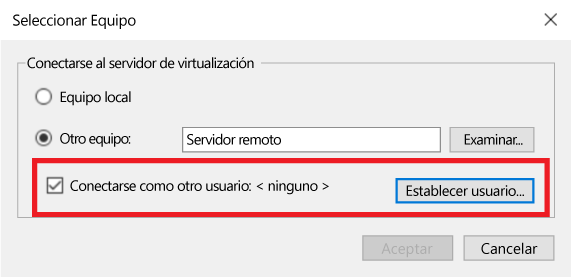 Seleccionar Equipo
Conectarse al servidor de virtualización
Equipo local
Otro equipo: Servidor remoto Examinar...
Conectarse como otro usuario: < ninguno > Establecer usuario...
Aceptar Cancelar